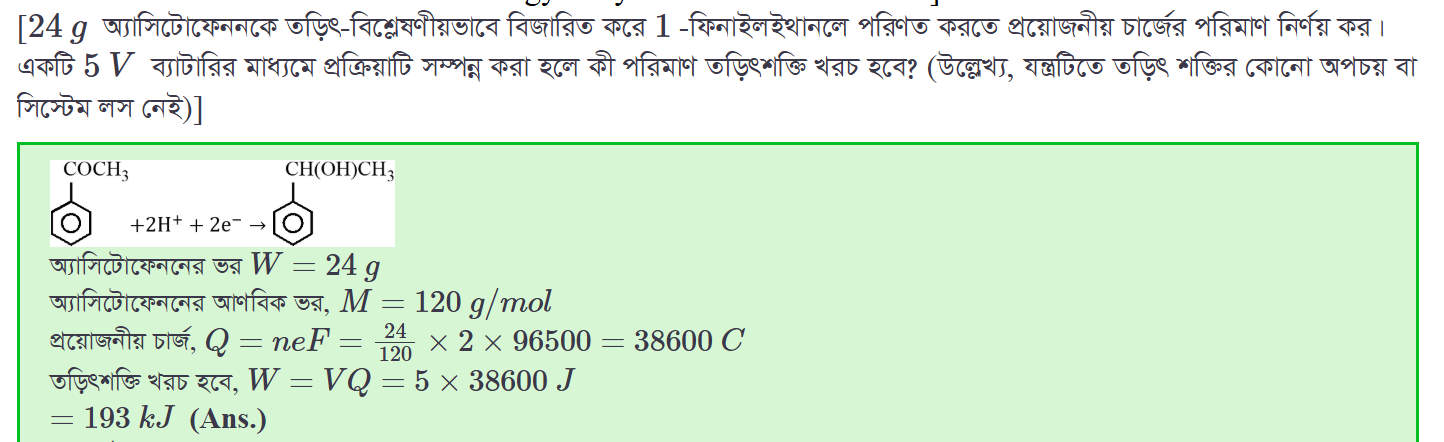 [24 g অ্যাসিটোফেননকে তড়িৎ-বিশ্লেষণীয়ভাবে বিজারিত করে 1 -ফিনাইলইথানলে পরিণত করতে প্রয়োজনীয় চার্জের পরিমাণ নির্ণয় কর।
একটি 5 V ব্যাটারির মাধ্যমে প্রক্রিয়াটি সম্পন্ন করা হলে কী পরিমাণ তড়িৎশক্তি খরচ হবে? (উল্লেখ্য, যন্ত্রটিতে তড়িৎ শক্তির কোনো অপচয় বা
সিস্টেম লস নেই)]
COCH₃ CH(OH)CH₃
+2H⁺ + 2e⁻ →
অ্যাসিটোফেননের ভর W = 24 g
অ্যাসিটোফেননের আণবিক ভর, M = 120 g/mol
প্রয়োজনীয় চার্জ, Q = neF = 24/120 × 2 × 96500 = 38600 C
তড়িৎশক্তি খরচ হবে, W = VQ = 5 × 38600 J
= 193 kJ (Ans.)